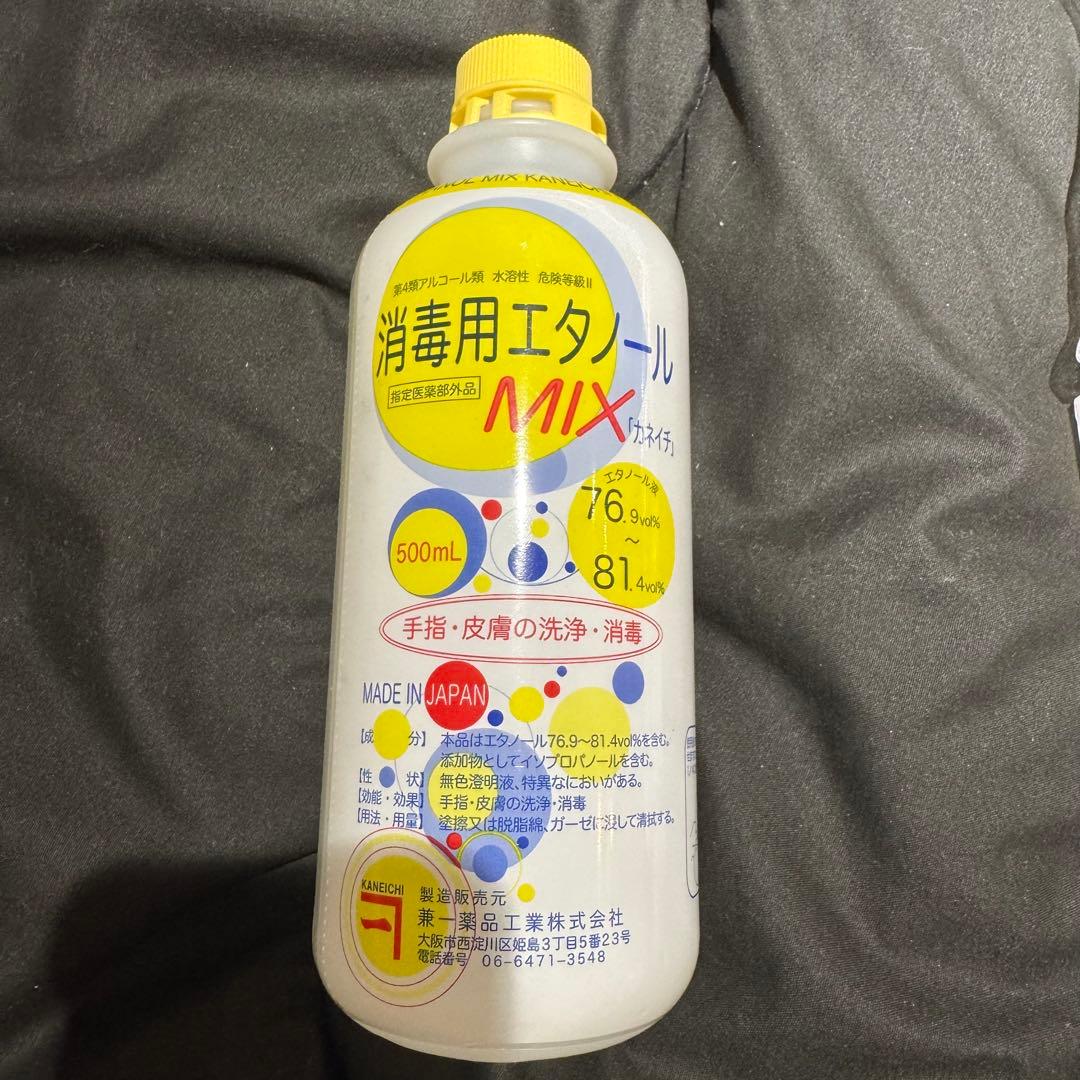 MIX KANEICHI
第4類アルコール類 水溶性 危険等級II
消毒用エタノール
指定医薬部外品
MIX
「カネイチ」
エタノール液
76.9vol%
～
81.4vol%
500mL
手指・皮膚の洗浄・消毒
MADE IN JAPAN
【成 分】 本品はエタノール76.9～81.4vol%を含む。
添加物としてイソプロパノールを含む。
【性 状】 無色澄明液、特異なにおいがある。
【効能・効果】 手指・皮膚の洗浄・消毒
【用法・用量】 塗擦又は脱脂綿、ガーゼに浸して清拭する。
KANEICHI
製造販売元
兼一薬品工業株式会社
大阪市西淀川区姫島3丁目5番23号
電話番号 06-6471-3548